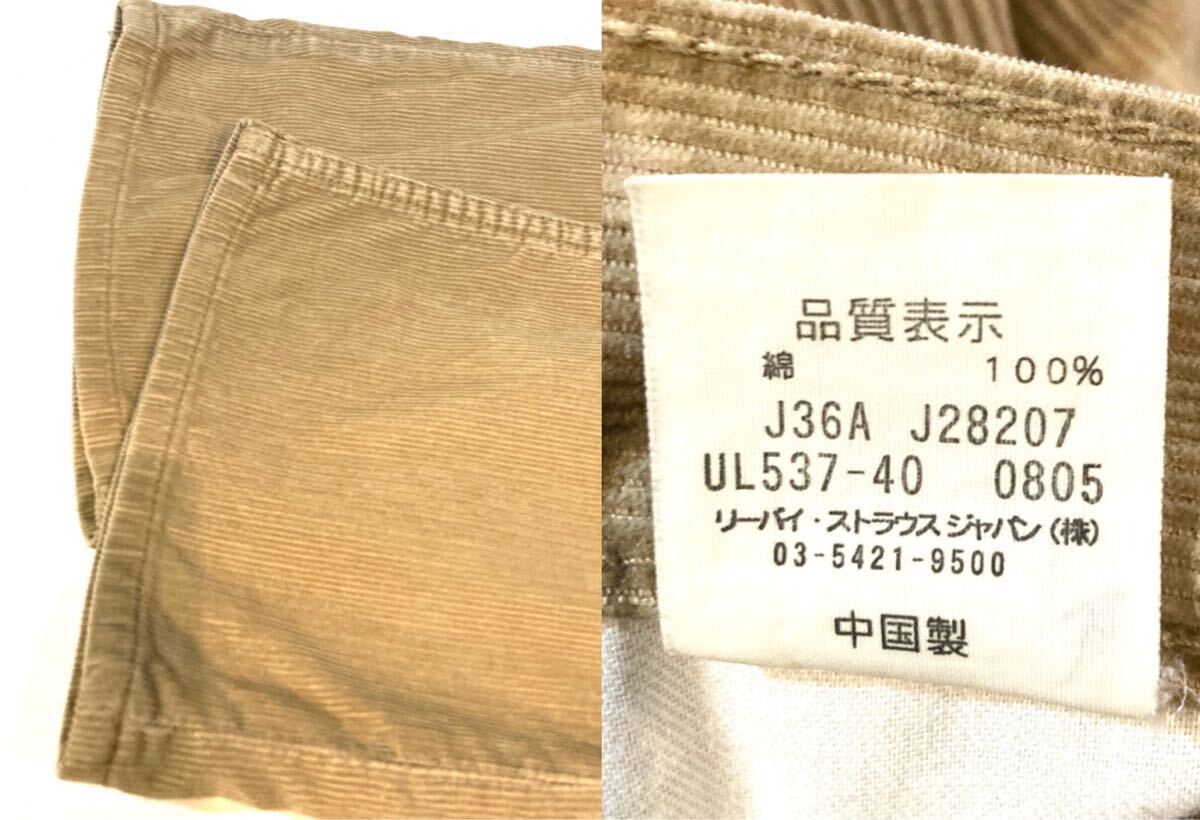 品質表示
綿 100%
J36A J28207
UL537-40 0805
リーバイ・ストラウスジャパン(株)
03-5421-9500
中国製